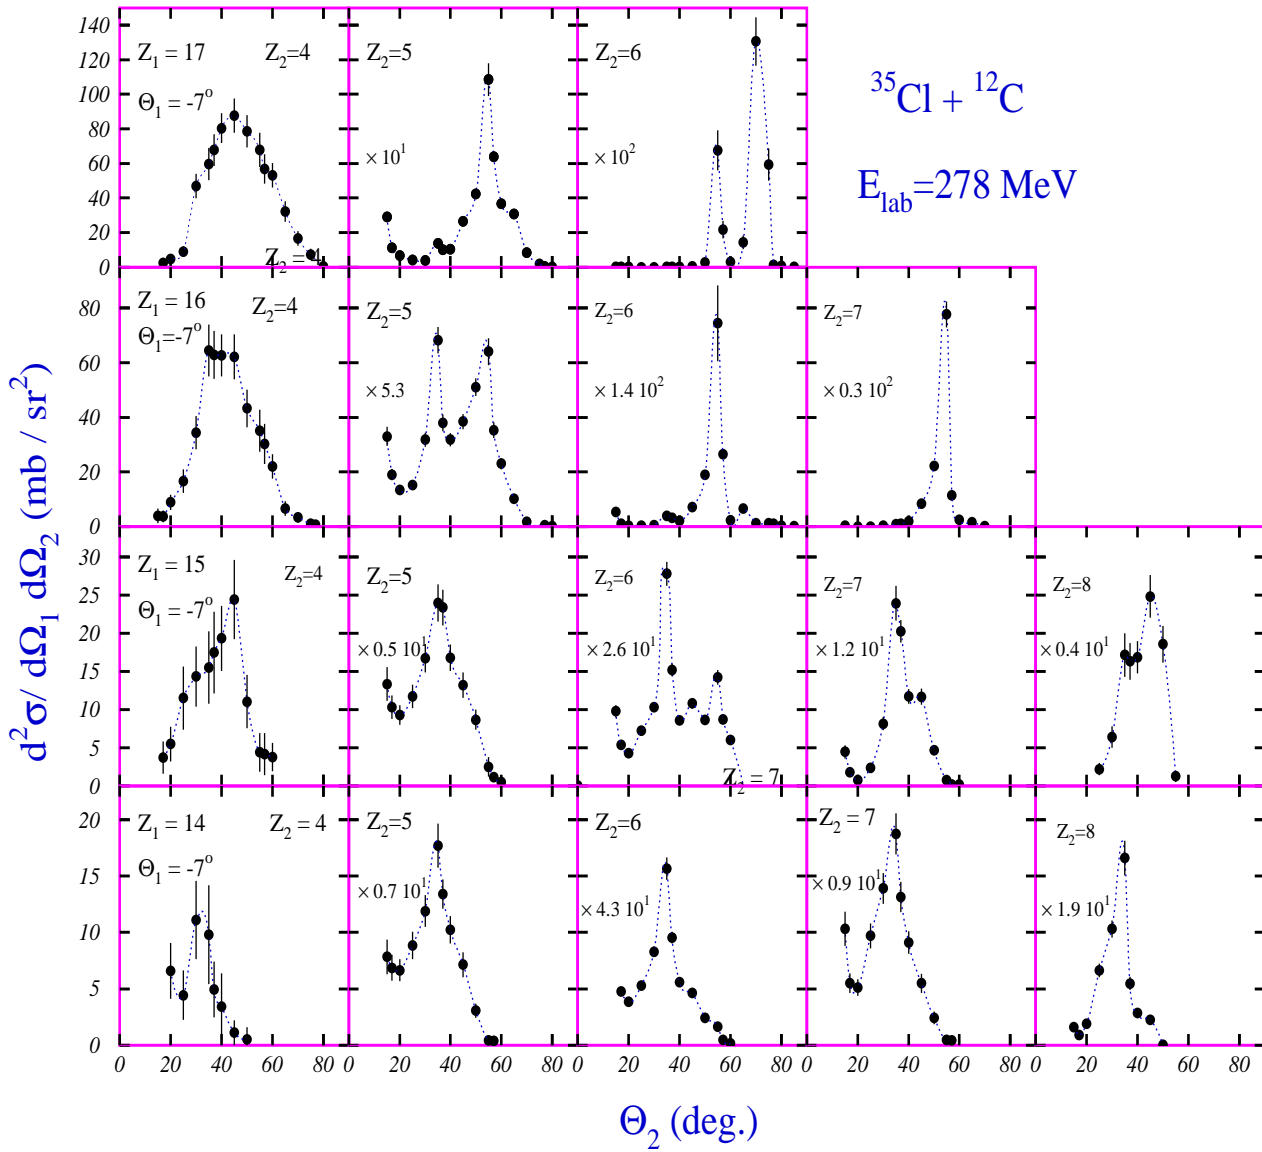 140
120
100
80
60
40
20
0
Z₁ = 17
Z₂=4
Θ₁ = -7°
Z₂ = 4
Z₂=5
× 10¹
Z₂=6
× 10²
³⁵Cl + ¹²C
E_lab=278 MeV
80
60
40
20
0
Z₁ = 16
Z₂=4
Θ₁=-7°
Z₂=5
× 5.3
Z₂=6
× 1.4 10²
Z₂=7
× 0.3 10²
30
25
20
15
10
5
0
Z₁ = 15
Z₂=4
Θ₁ = -7°
Z₂=5
× 0.5 10¹
Z₂=6
× 2.6 10¹
Z₂ = 7
Z₂=7
× 1.2 10¹
Z₂=8
× 0.4 10¹
20
15
10
5
0
Z₁ = 14
Z₂ = 4
Θ₁ = -7°
Z₂=5
× 0.7 10¹
Z₂=6
× 4.3 10¹
Z₂ = 7
× 0.9 10¹
Z₂=8
× 1.9 10¹
0 20 40 60 80 0 20 40 60 80 0 20 40 60 80 0 20 40 60 80 0 20 40 60 80
d²σ/ dΩ₁ dΩ₂ (mb / sr²)
Θ₂ (deg.)